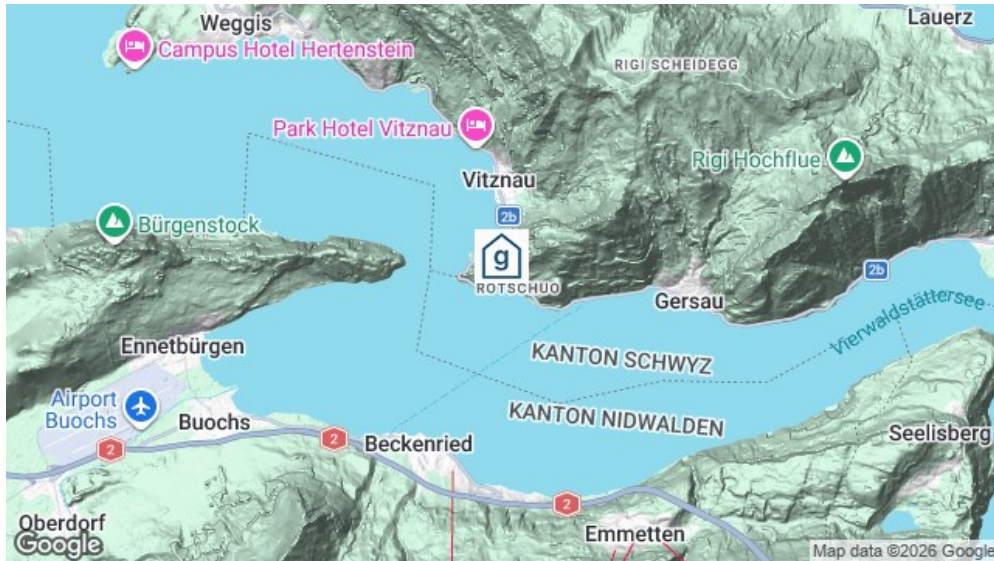 Weggis
Lauerz
Campus Hotel Hertenstein
RIGI SCHEIDEGG
Park Hotel Vitznau
Rigi Hochflue
Vitznau
2b
Bürgenstock
g
ROTSCHUO
2b
Gersau
Vierwaldstättersee
Ennetbürgen
KANTON SCHWYZ
Airport
Buochs
KANTON NIDWALDEN
Buochs
2
2
Beckenried
Seelisberg
2
Oberdorf
Emmetten
Google
Map data ©2026 Google